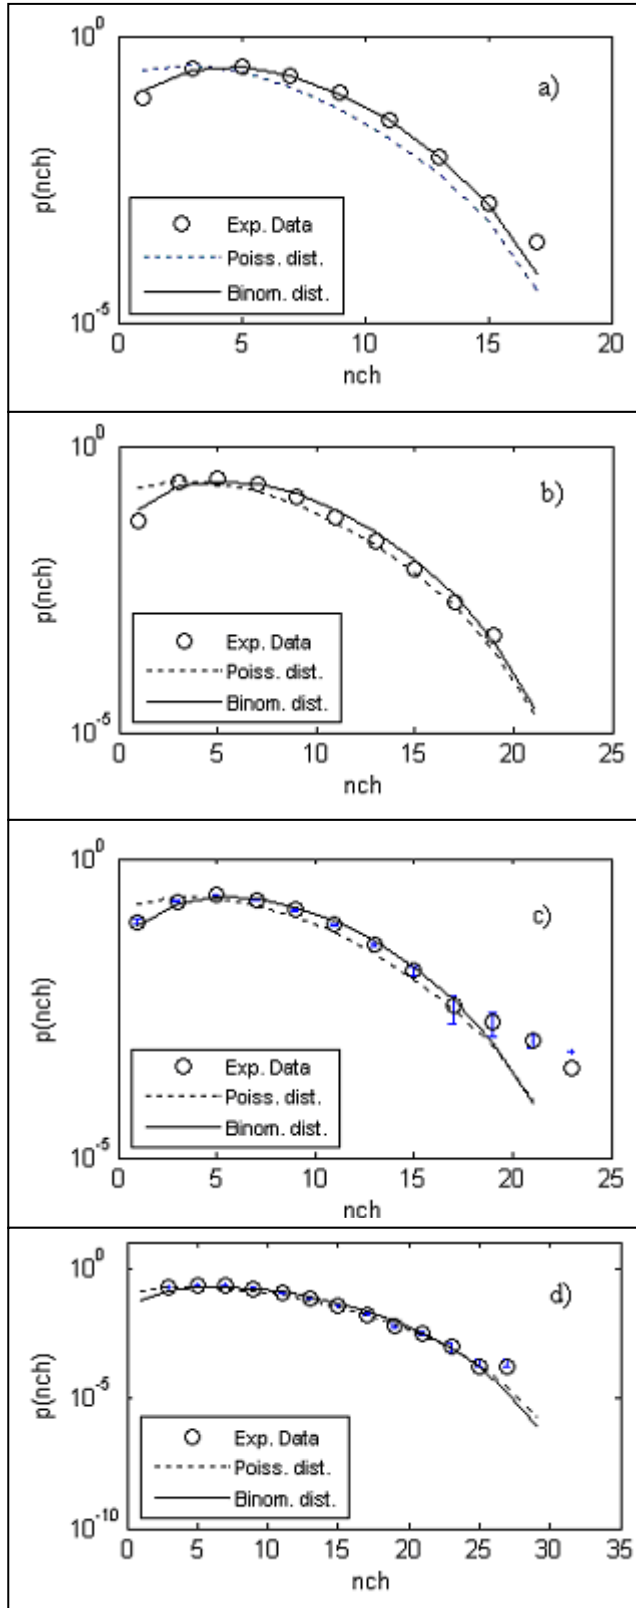 10^0
a)
p(nch)
Exp. Data
Poiss. dist.
Binom. dist.
10^-5
0 5 10 15 20
nch
10^0
b)
p(nch)
Exp. Data
Poiss. dist.
Binom. dist.
10^-5
0 5 10 15 20 25
nch
10^0
c)
p(nch)
Exp. Data
Poiss. dist.
Binom. dist.
10^-5
0 5 10 15 20 25
nch
10^0
d)
p(nch)
10^-5
Exp. Data
Poiss. dist.
Binom. dist.
10^-10
0 5 10 15 20 25 30 35
nch